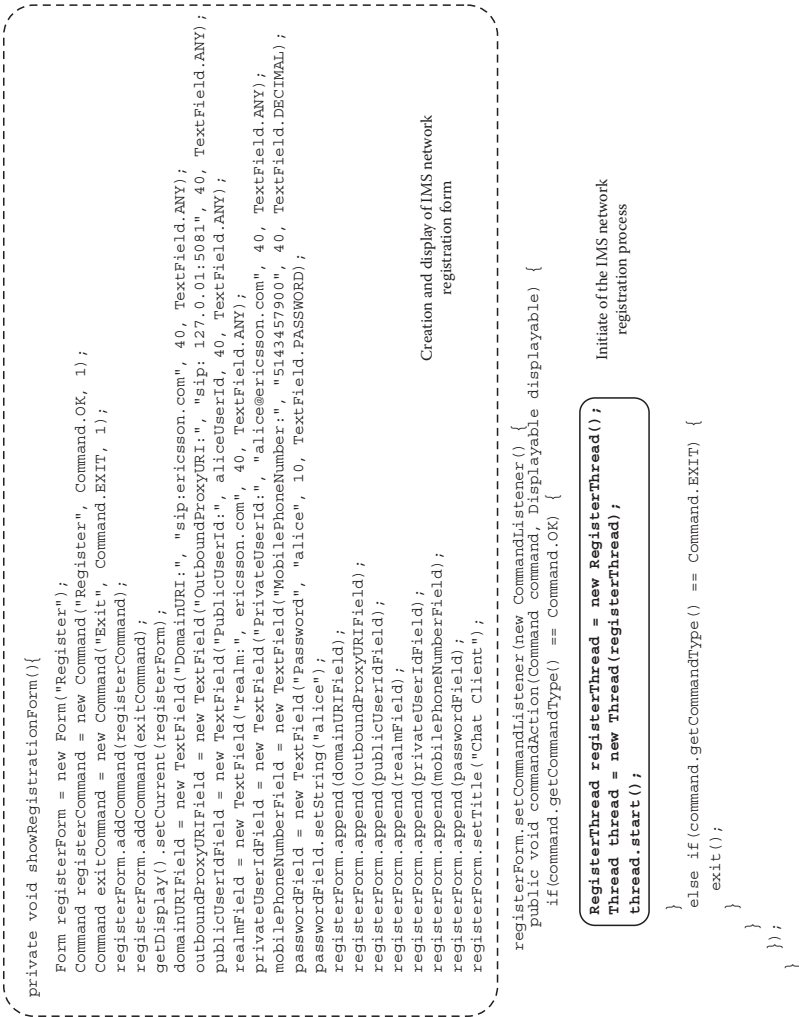 private void showRegistrationForm(){
Form registerForm = new Form("Register");
Command registerCommand = new Command("Register", Command.OK, 1);
Command exitCommand = new Command("Exit", Command.EXIT, 1);
registerForm.addCommand(registerCommand);
registerForm.addCommand(exitCommand);
getDisplay().setCurrent(registerForm);
domainURIField = new TextField("DomainURI:", "sip:ericsson.com", 40, TextField.ANY);
outboundProxyURIField = new TextField("OutboundProxyURI:", "sip: 127.0.01:5081", 40, TextField.ANY);
publicUserIdField = new TextField("PublicUserId:", aliceUserId, 40, TextField.ANY);
realmField = new TextField("realm:", ericsson.com", 40, TextField.ANY);
privateUserIdField = new TextField("PrivateUserId:", "alice@ericsson.com", 40, TextField.ANY);
mobilePhoneNumberField = new TextField("MobilePhoneNumber:", "5143457900", 40, TextField.DECIMAL);
passwordField = new TextField("Password", "alice", 10, TextField.PASSWORD);
passwordField.setString("alice");
registerForm.append(domainURIField);
registerForm.append(outboundProxyURIField);
registerForm.append(publicUserIdField);
registerForm.append(realmField);
registerForm.append(privateUserIdField);
registerForm.append(mobilePhoneNumberField);
registerForm.append(passwordField);
registerForm.setTitle("Chat Client");
Creation and display of IMS network
registration form
registerForm.setCommandListener(new CommandListener() {
public void commandAction(Command command, Displayable displayable) {
if(command.getCommandType() == Command.OK) {
RegisterThread registerThread = new RegisterThread();
Thread thread = new Thread(registerThread);
thread.start();
Initiate of the IMS network
registration process
}
else if(command.getCommandType() == Command.EXIT) {
exit();
}
}
});
}